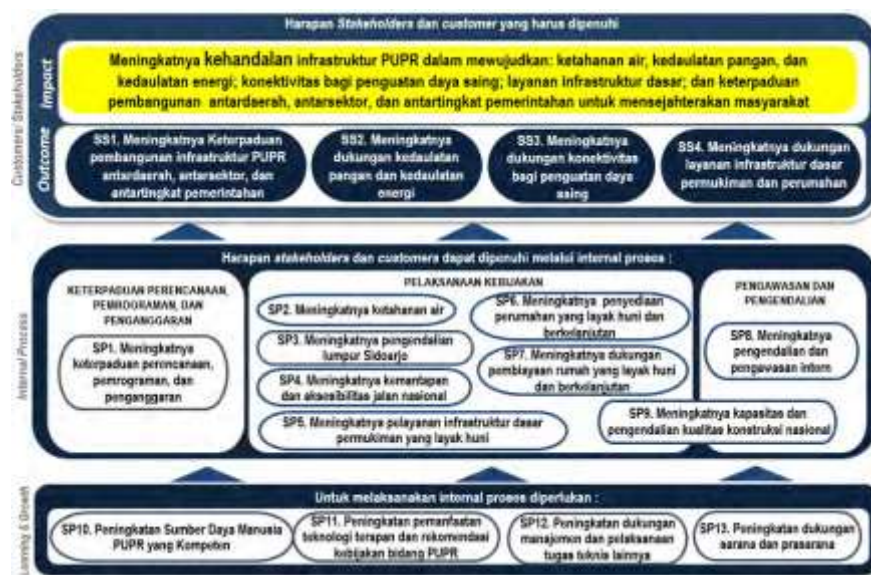 Harapan Stakeholders dan customer yang harus dipenuhi
Customers/ Stakeholders
Impact
Meningkatnya kehandalan infrastruktur PUPR dalam mewujudkan: ketahanan air, kedaulatan pangan, dan
kedaulatan energi; konektivitas bagi penguatan daya saing; layanan infrastruktur dasar; dan keterpaduan
pembangunan antardaerah, antarsektor, dan antartingkat pemerintahan untuk mensejahterakan masyarakat
Outcome
SS1. Meningkatnya Keterpaduan
pembangunan infrastruktur PUPR
antardaerah, antarsektor, dan
antartingkat pemerintahan
SS2. Meningkatnya
dukungan kedaulatan
pangan dan kedaulatan
energi
SS3. Meningkatnya
dukungan konektivitas
bagi penguatan daya
saing
SS4. Meningkatnya dukungan
layanan infrastruktur dasar
permukiman dan perumahan
Harapan stakeholders dan customers dapat dipenuhi melalui internal proses :
Internal Process
KETERPADUAN PERENCANAAN,
PEMROGRAMAN, DAN
PENGANGGARAN
SP1. Meningkatnya
keterpaduan perencanaan,
pemrograman, dan
penganggaran
PELAKSANAAN KEBIJAKAN
SP2. Meningkatnya ketahanan air
SP3. Meningkatnya pengendalian
lumpur Sidoarjo
SP4. Meningkatnya kemantapan
dan aksesibilitas jalan nasional
SP5. Meningkatnya pelayanan infrastruktur dasar
permukiman yang layak huni
SP6. Meningkatnya penyediaan
perumahan yang layak huni dan
berkelanjutan
SP7. Meningkatnya dukungan
pembiayaan rumah yang layak huni
dan berkelanjutan
PENGAWASAN DAN
PENGENDALIAN
SP8. Meningkatnya
pengendalian dan
pengawasan intern
SP9. Meningkatnya kapasitas dan
pengendalian kualitas konstruksi nasional
Learning & Growth
Untuk melaksanakan internal proses diperlukan :
SP10. Peningkatan Sumber Daya Manusia
PUPR yang Kompeten
SP11. Peningkatan pemanfaatan
teknologi terapan dan rekomendasi
kebijakan bidang PUPR
SP12. Peningkatan dukungan
manajemen dan pelaksanaan
tugas teknis lainnya
SP13. Peningkatan dukungan
sarana dan prasarana